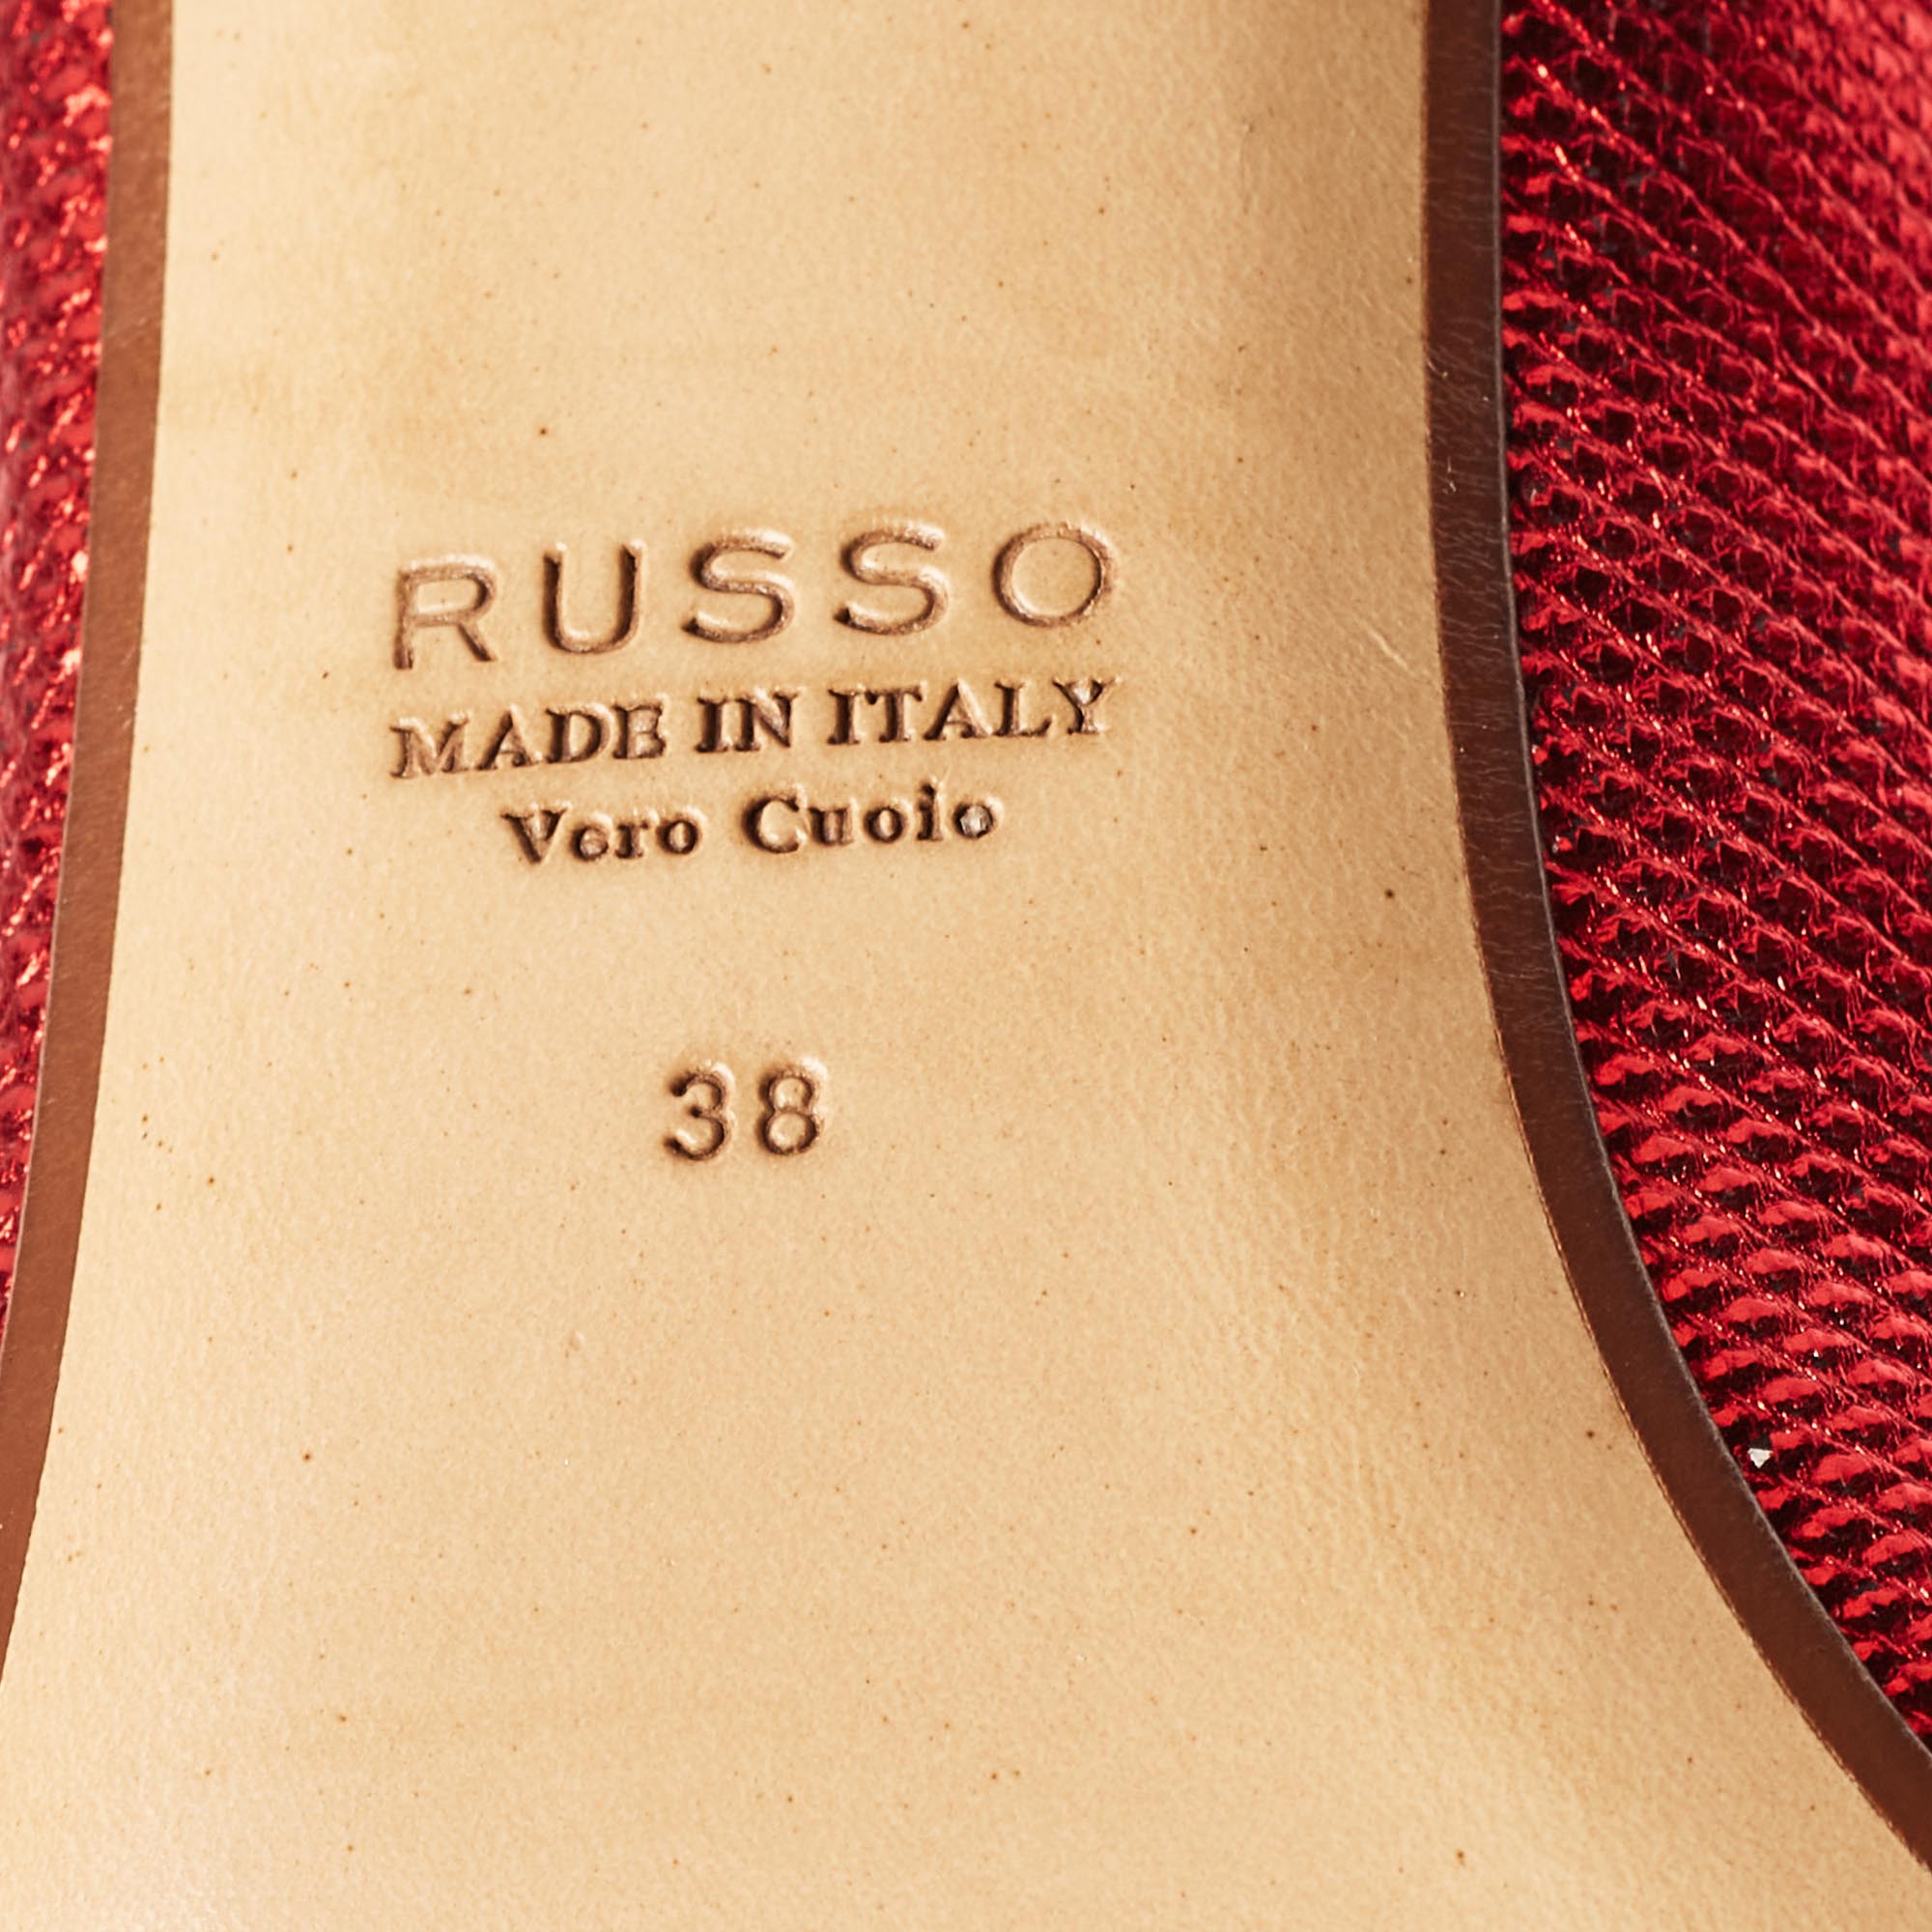 RUSSO
MADE IN ITALY
Vero Cuoio
38